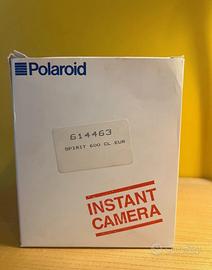 Polaroid
614463
SPIRIT 600 CL EUR
INSTANT
CAMERA